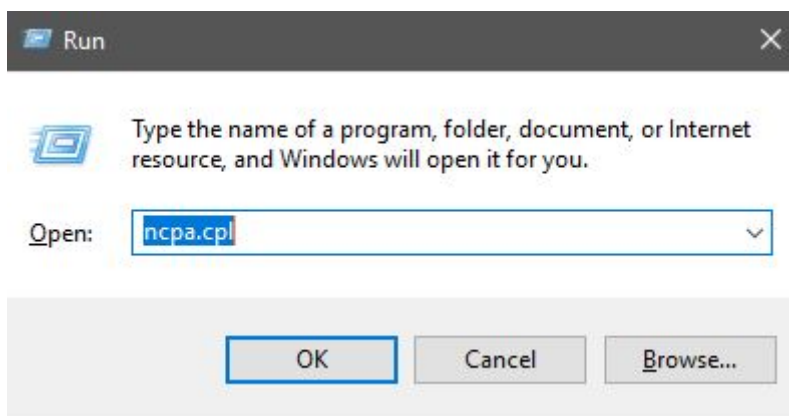 Run
Type the name of a program, folder, document, or Internet
resource, and Windows will open it for you.
Open: ncpa.cpl
OK Cancel Browse...